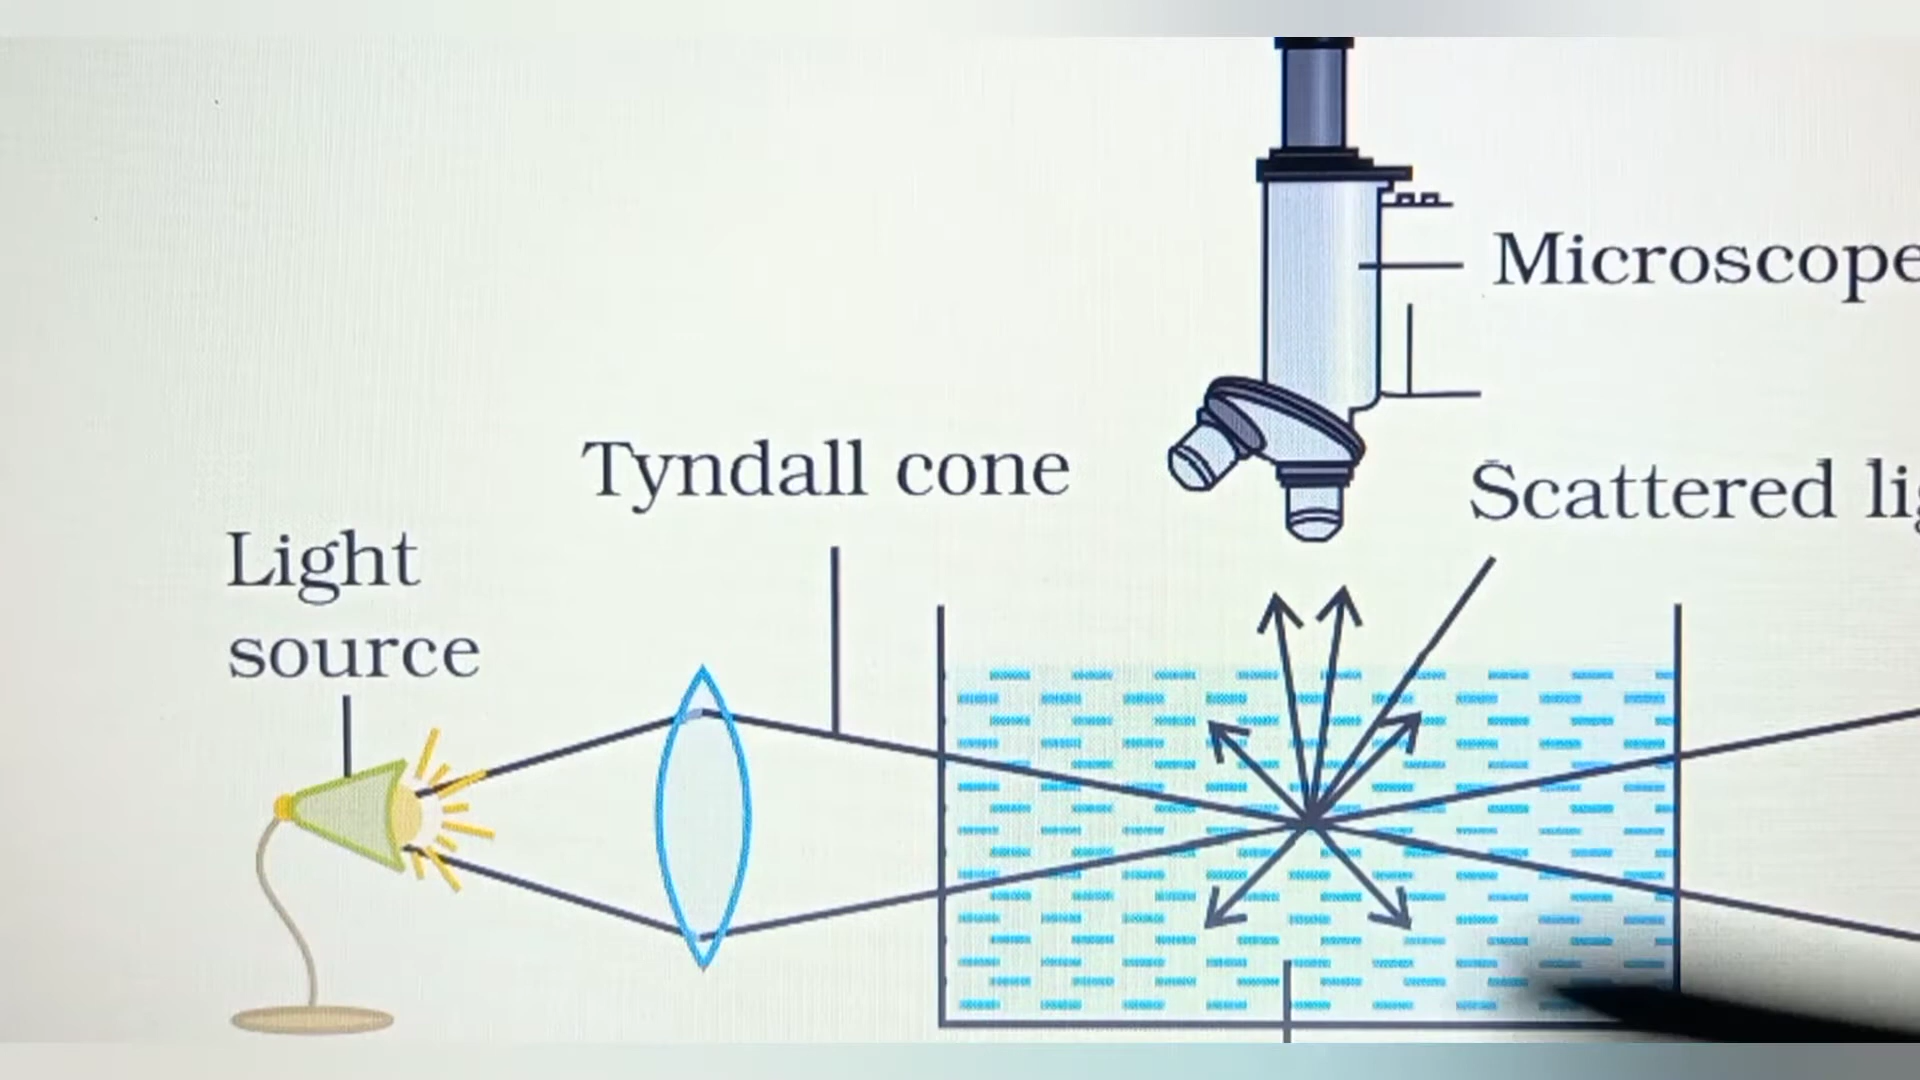 Microscope
Tyndall cone
Scattered
Light
source